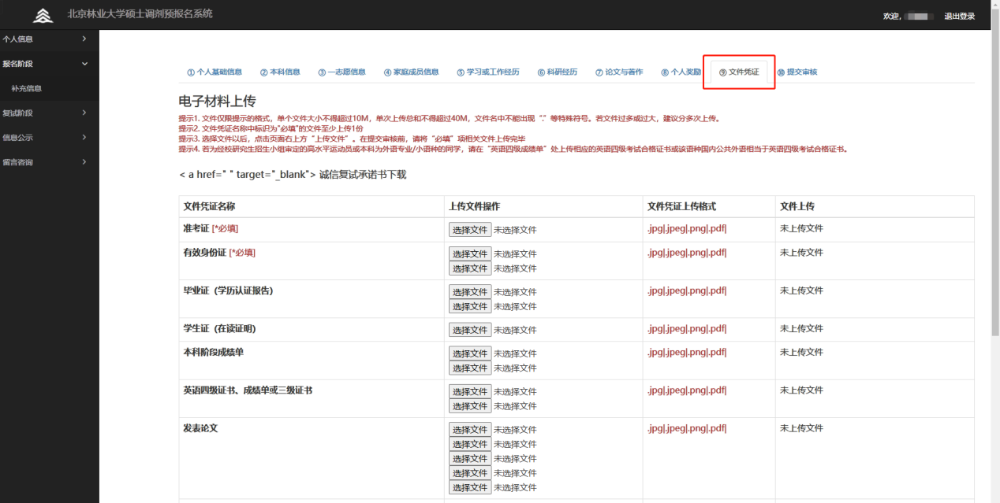 北京林业大学硕士调剂预报名系统
欢迎,
退出登录
个人信息
报名阶段
补充信息
复试阶段
信息公示
留言咨询
① 个人基础信息 ② 本科信息 ③ 一志愿信息 ④ 家庭成员信息 ⑤ 学习或工作经历 ⑥ 科研经历 ⑦ 论文与著作 ⑧ 个人奖励 ⑨ 文件凭证 ⑩ 提交审核
电子材料上传
提示1. 文件仅限提示的格式，单个文件大小不得超过10M，单次上传总和不得超过40M，文件名中不能出现 “.” 等特殊符号。若文件过多或过大，建议分多次上传。
提示2. 文件凭证名称中标识为"必填"的文件至少上传1份
提示3. 选择文件以后，点击页面右上方 “上传文件” 。在提交审核前，请将 “必填” 项相关文件上传完毕
提示4. 若为经校研究生招生小组审定的高水平运动员或本科为外语专业/小语种的同学，请在 “英语四级成绩单” 处上传相应的英语四级考试合格证书或该语种国内公共外语相当于英语四级考试合格证书。
< a href=" " target="_blank"> 诚信复试承诺书下载
文件凭证名称 上传文件操作 文件凭证上传格式 文件上传
准考证 [*必填] 选择文件 未选择文件 .jpg|.jpeg|.png|.pdf| 未上传文件
有效身份证 [*必填] 选择文件 未选择文件 .jpg|.jpeg|.png|.pdf| 未上传文件
选择文件 未选择文件
毕业证（学历认证报告） 选择文件 未选择文件 .jpg|.jpeg|.png|.pdf| 未上传文件
选择文件 未选择文件
学生证（在读证明） 选择文件 未选择文件 .jpg|.jpeg|.png|.pdf| 未上传文件
本科阶段成绩单 选择文件 未选择文件 .jpg|.jpeg|.png|.pdf| 未上传文件
选择文件 未选择文件
英语四级证书、成绩单或三级证书 选择文件 未选择文件 .jpg|.jpeg|.png|.pdf| 未上传文件
选择文件 未选择文件
发表论文 选择文件 未选择文件 .jpg|.jpeg|.png|.pdf| 未上传文件
选择文件 未选择文件
选择文件 未选择文件
选择文件 未选择文件
选择文件 未选择文件